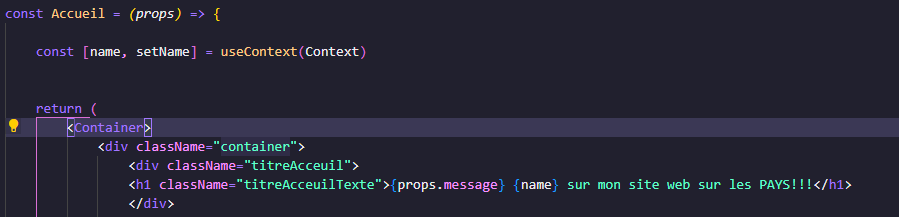 const Accueil = (props) => {
const [name, setName] = useContext(Context)
return (
<Container>
<div className="container">
<div className="titreAcceuil">
<h1 className="titreAcceuilTexte">{props.message} {name} sur mon site web sur les PAYS!!!</h1>
</div>